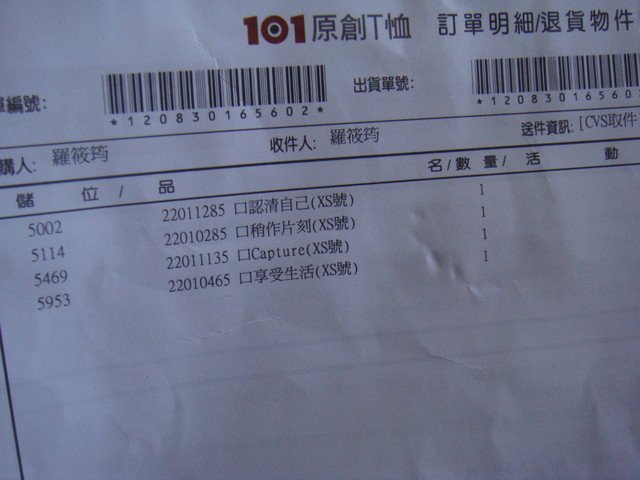 101原創T恤 訂單明細/退貨物件
單編號: *120830165602* 出貨單號: *12083016560
購人: 羅筱筠 收件人: 羅筱筠 送件資訊: [CVS取件
儲 位 / 品 名 / 數 量 / 活 動
5002 22011285 口認清自己(XS號) 1
5114 22010285 口稍作片刻(XS號) 1
5469 22011135 口Capture(XS號) 1
5953 22010465 口享受生活(XS號) 1